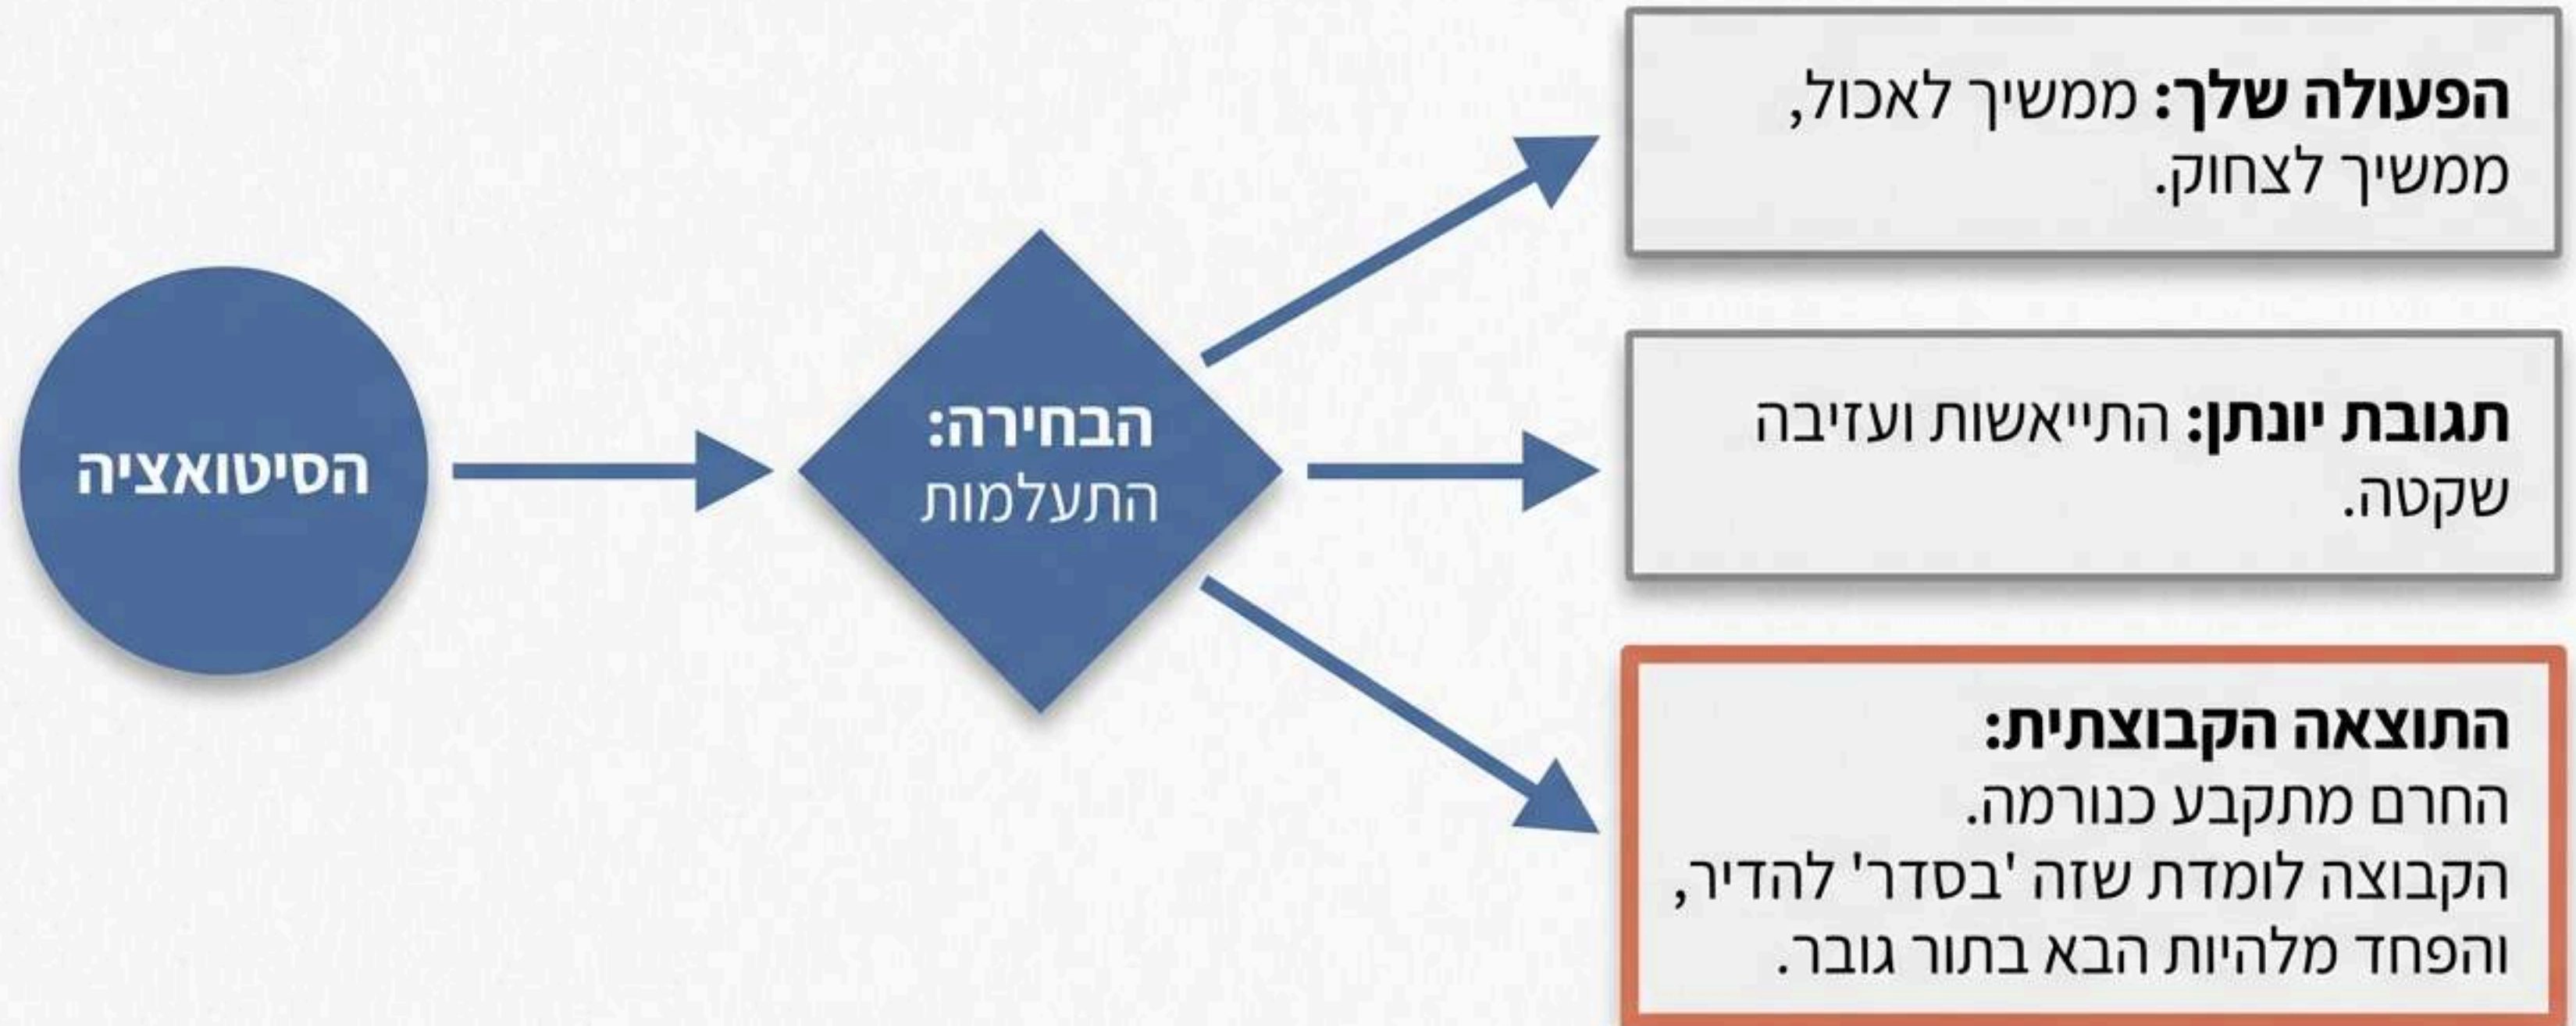 הסיטואציה
הבחירה:
התעלמות
הפעולה שלך: ממשיך לאכול,
ממשיך לצחוק.
תגובת יונתן: התייאשות ועזיבה
שקטה.
התוצאה הקבוצתית:
החרם מתקבע כנורמה.
הקבוצה לומדת שזה 'בסדר' להדיר,
והפחד מלהיות הבא בתור גובר.